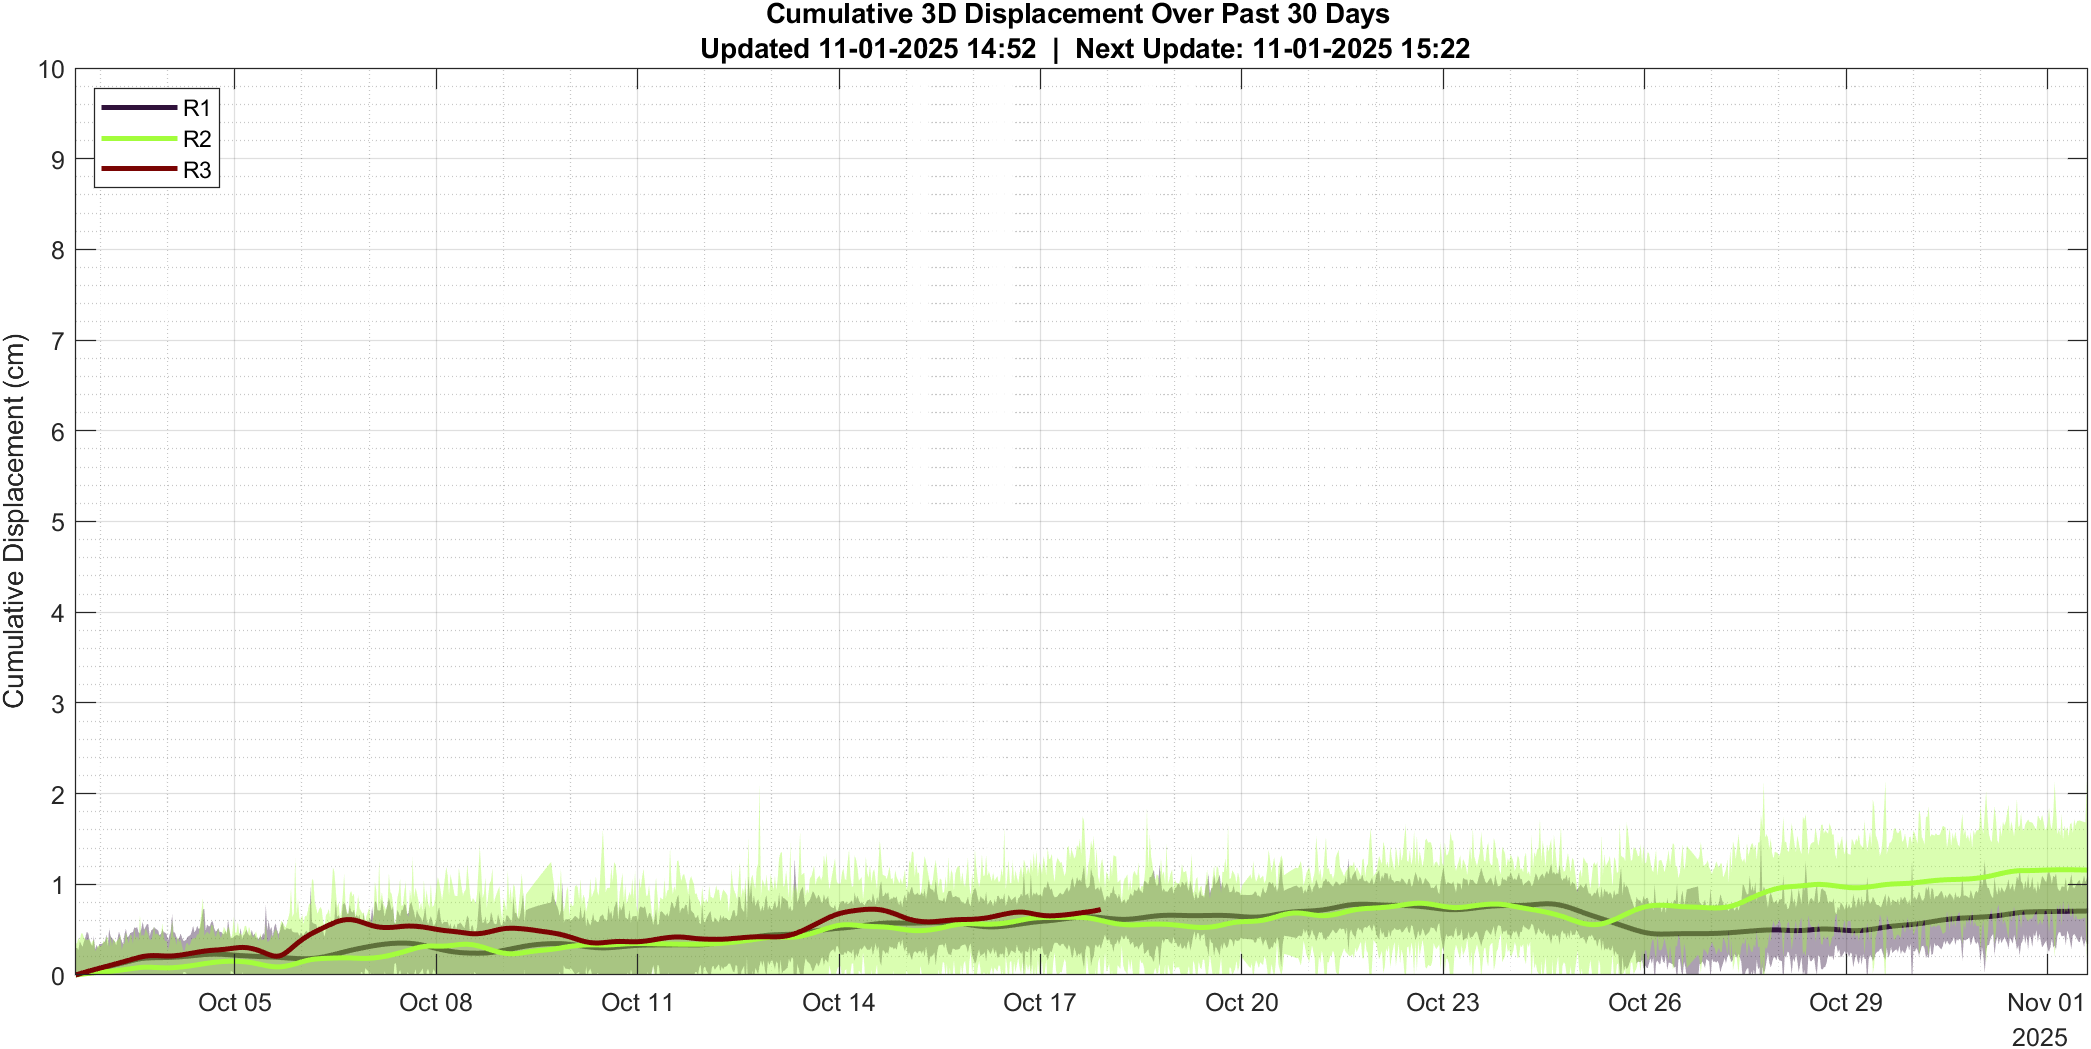 Cumulative 3D Displacement Over Past 30 Days
Updated 11-01-2025 14:52 | Next Update: 11-01-2025 15:22
R1
R2
R3
Cumulative Displacement (cm)
10
9
8
7
6
5
4
3
2
1
0
Oct 05
Oct 08
Oct 11
Oct 14
Oct 17
Oct 20
Oct 23
Oct 26
Oct 29
Nov 01
2025